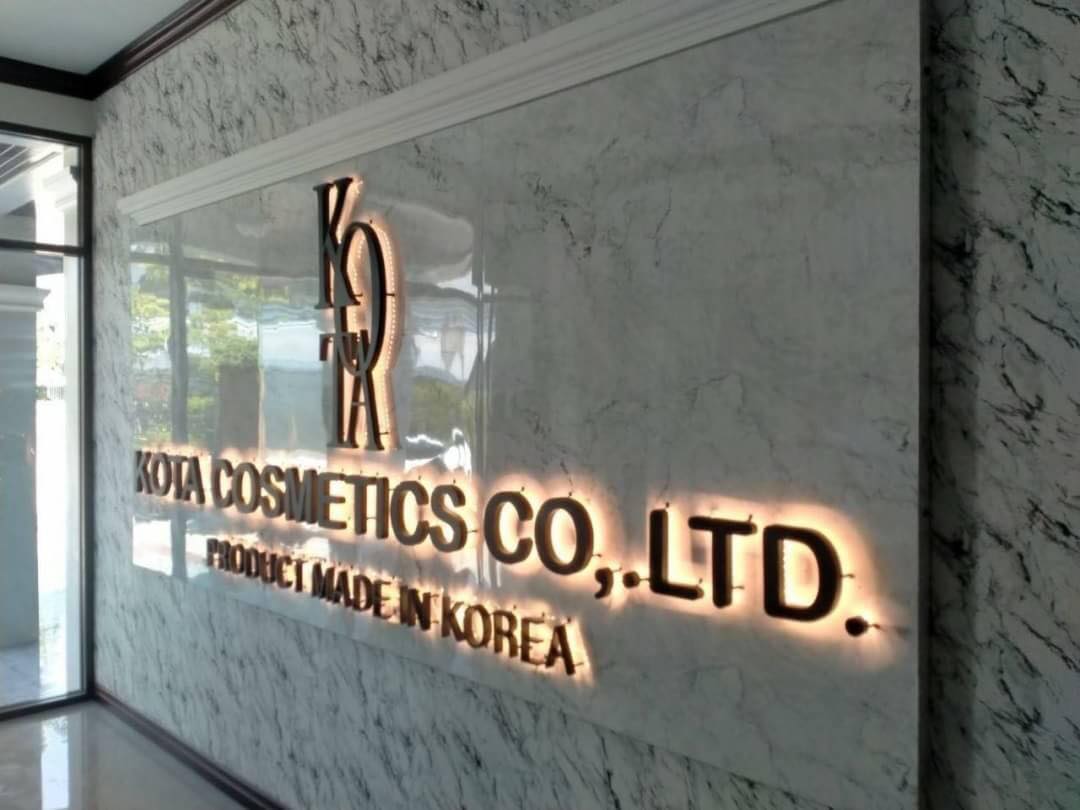 KOTA
KOTA COSMETICS CO,.LTD.
PRODUCT MADE IN KOREA